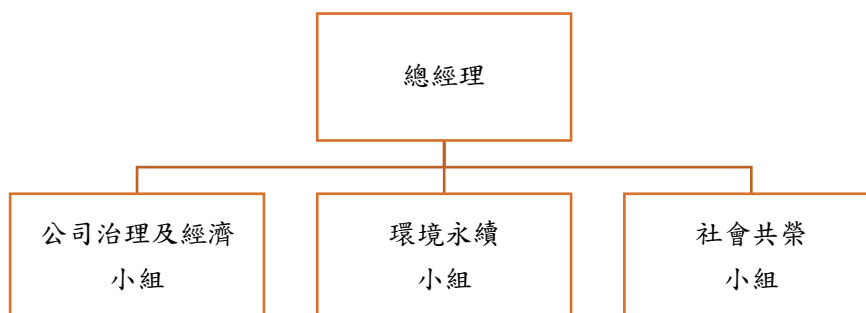 總經理
公司治理及經濟
小組
環境永續
小組
社會共榮
小組